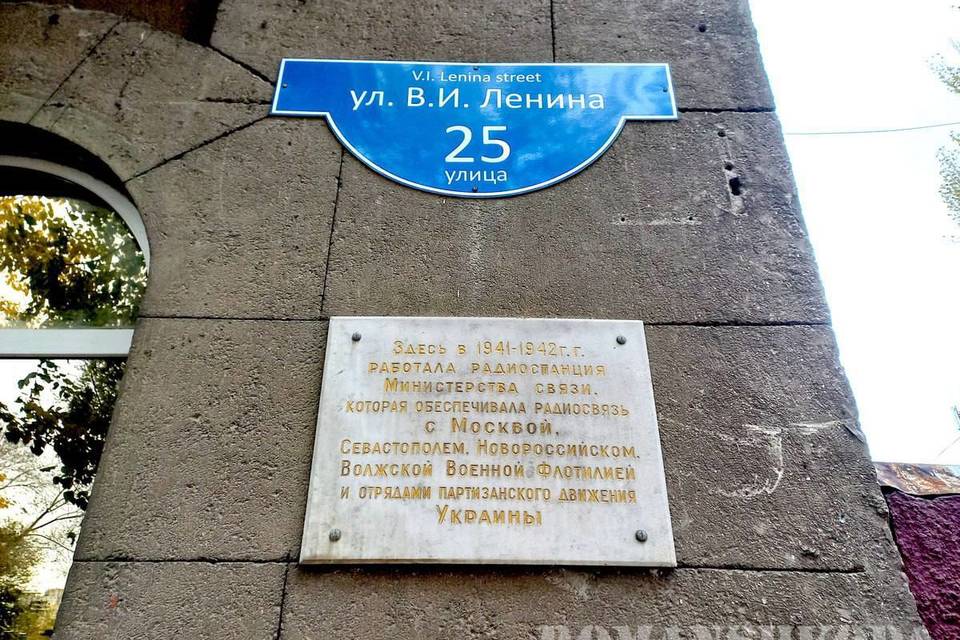 V.I. Lenina street
ул. В.И. Ленина
25
улица
Здесь в 1941-1942г.г.
работала радиостанция
Министерства связи,
которая обеспечивала радиосвязь
с Москвой,
Севастополем, Новороссийском,
Волжской Военной Флотилией
и отрядами партизанского движения
Украины